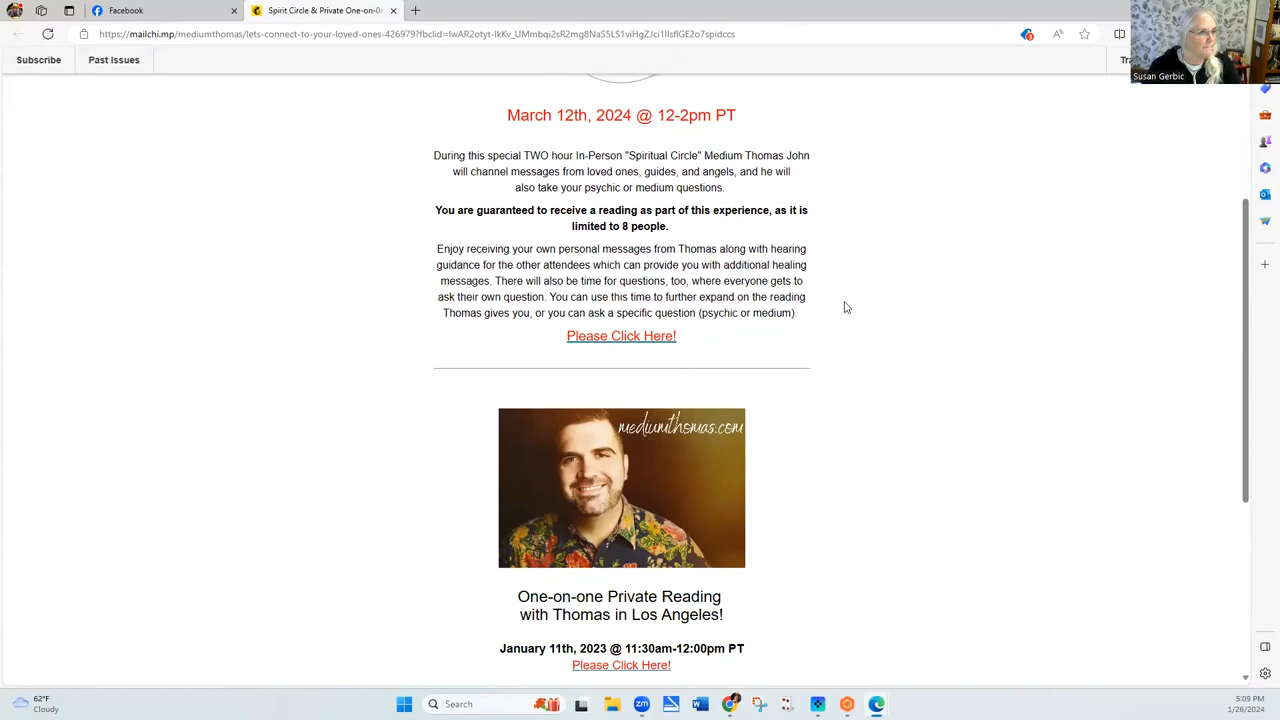 Facebook
Spirit Circle & Private One-on-On
https://mailchi.mp/mediumthomas/lets-connect-to-your-loved-ones-426979?fbclid=
Subscribe
Past Issues
Susan Gerbic
March 12th, 2024 @ 12-2pm PT
During this special TWO hour In-Person "Spiritual Circle" Medium Thomas John
will channel messages from loved ones, guides, and angels, and he will
also take your psychic or medium questions.
You are guaranteed to receive a reading as part of this experience, as it is
limited to 8 people.
Enjoy receiving your own personal messages from Thomas along with hearing
guidance for the other attendees which can provide you with additional healing
messages. There will also be time for questions, too, where everyone gets to
ask their own question. You can use this time to further expand on the reading
Thomas gives you, or you can ask a specific question (psychic or medium).
Please Click Here!
mediumthomas.com
One-on-one Private Reading
with Thomas in Los Angeles!
January 11th, 2023 @ 11:30am-12:00pm PT
Please Click Here!
62°F
Cloudy
Search
5:09 PM
1/26/2024